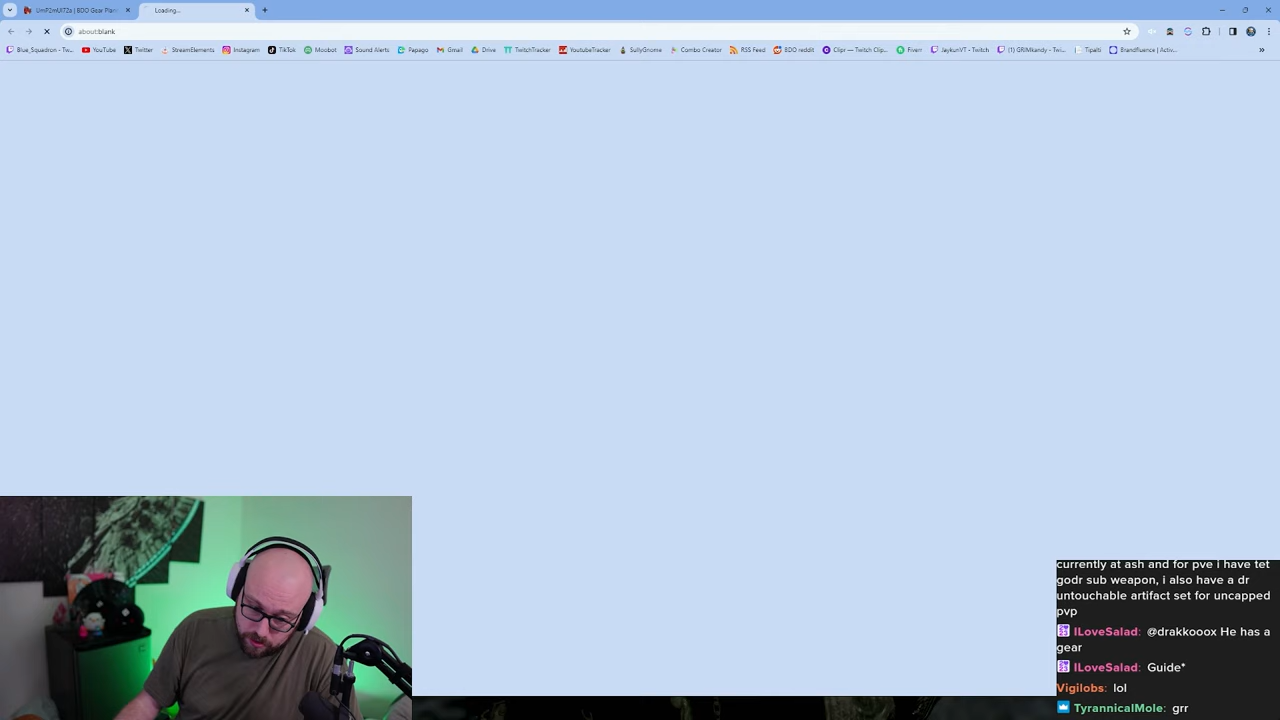 UmP2mUI72a | BDO Gear Plan
Loading...
about:blank
Blue_Squadron - Tw... YouTube Twitter StreamElements Instagram TikTok Moobot Sound Alerts Papago Gmail Drive TwitchTracker YoutubeTracker SullyGnome Combo Creator RSS Feed BDO reddit Clipr — Twitch Clip... Fiverr JaykunVT - Twitch (1) GRIMkandy - Twi... Tipalti Brandfluence | Activ...
currently at ash and for pve i have tet
godr sub weapon, i also have a dr
untouchable artifact set for uncapped
pvp
ILoveSalad: @drakkooox He has a
gear
ILoveSalad: Guide*
Vigilobs: lol
TyrannicalMole: grr